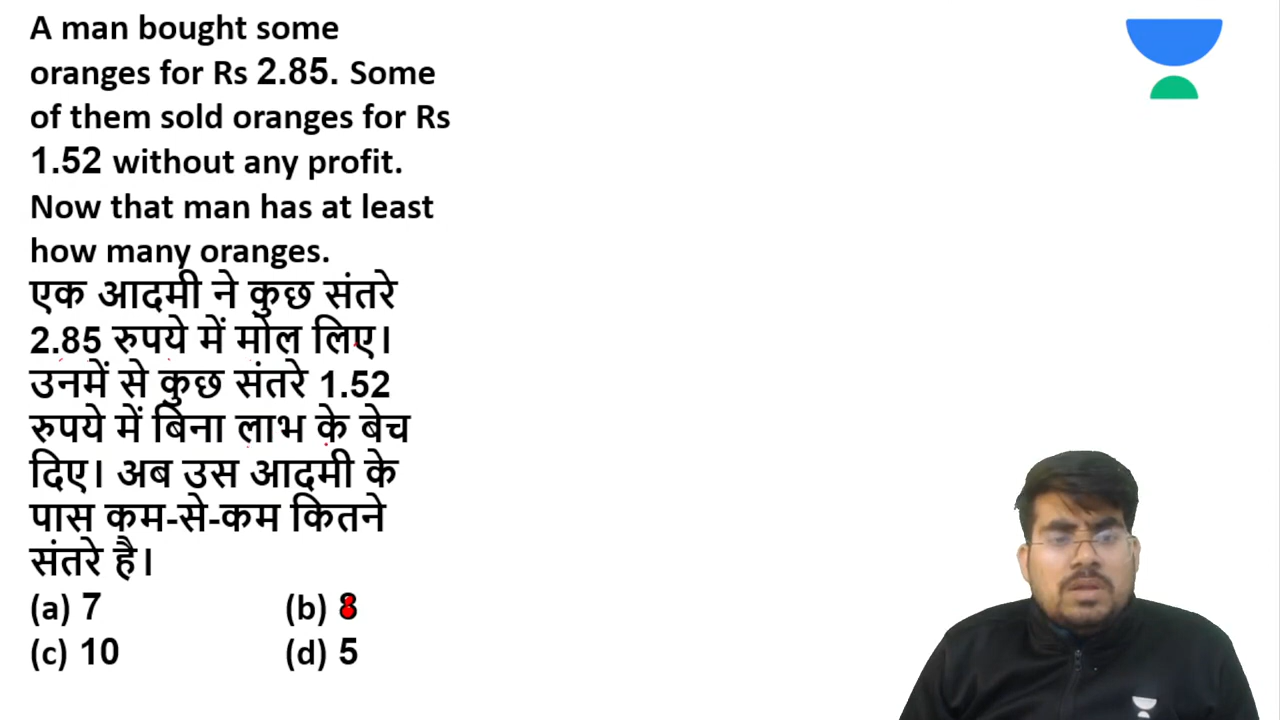 A man bought some
oranges for Rs 2.85. Some
of them sold oranges for Rs
1.52 without any profit.
Now that man has at least
how many oranges.
एक आदमी ने कुछ संतरे
2.85 रुपये में मोल लिए।
उनमें से कुछ संतरे 1.52
रुपये में बिना लाभ के बेच
दिए। अब उस आदमी के
पास कम-से-कम कितने
संतरे है।
(a) 7 (b) 8
(c) 10 (d) 5